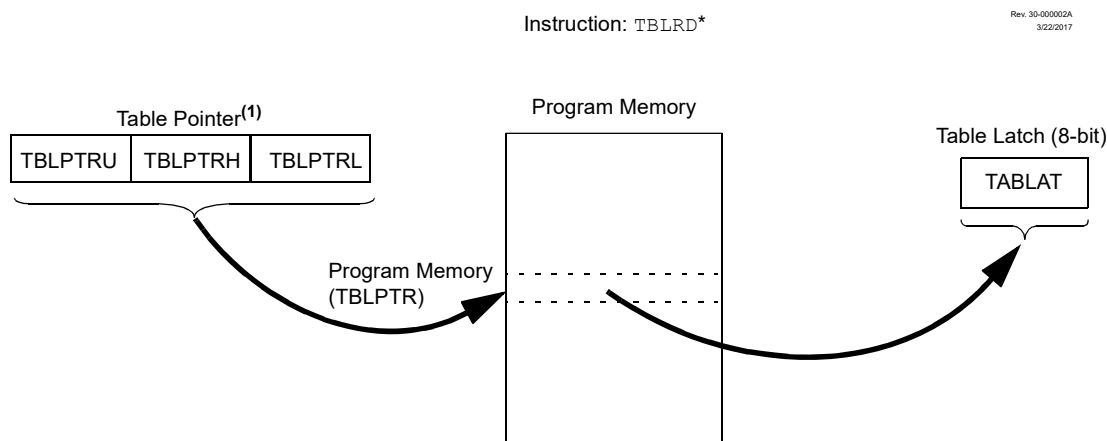 Instruction: TBLRD*
Rev. 30-000002A
3/22/2017
Program Memory
Table Pointer(1)
Table Latch (8-bit)
TBLPTRU TBLPTRH TBLPTRL
TABLAT
Program Memory
(TBLPTR)